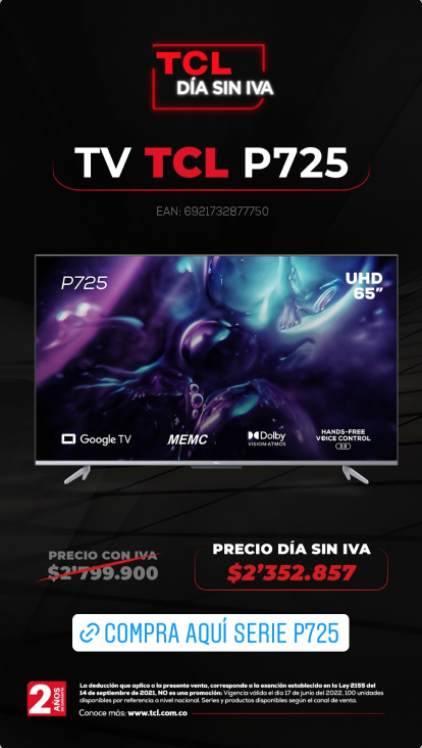 TCL
DÍA SIN IVA
TV TCL P725
EAN: 6921732877750
P725
UHD
65"
Google TV
MEMC
Dolby
VISION·ATMOS
HANDS-FREE
VOICE CONTROL
PRECIO CON IVA
$2'799.900
PRECIO DÍA SIN IVA
$2'352.857
COMPRA AQUÍ SERIE P725
2 AÑOS
La deducción que aplica a la presente venta, corresponde a la exención establecida en la Ley 2155 del
14 de septiembre de 2021, NO es una promoción: Vigencia válida el día 17 de junio del 2022, 100 unidades
disponibles por referencia a nivel nacional. Series y productos disponibles según el canal de venta.
Conoce más: www.tcl.com.co